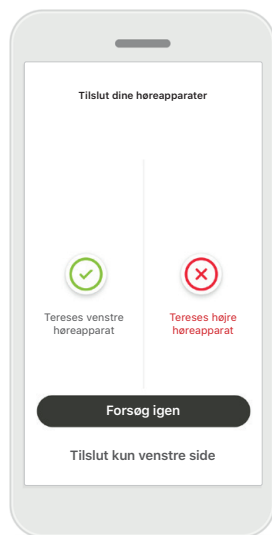 Tilslut dine høreapparater
Tereses venstre
høreapparat
Tereses højre
høreapparat
Forsøg igen
Tilslut kun venstre side